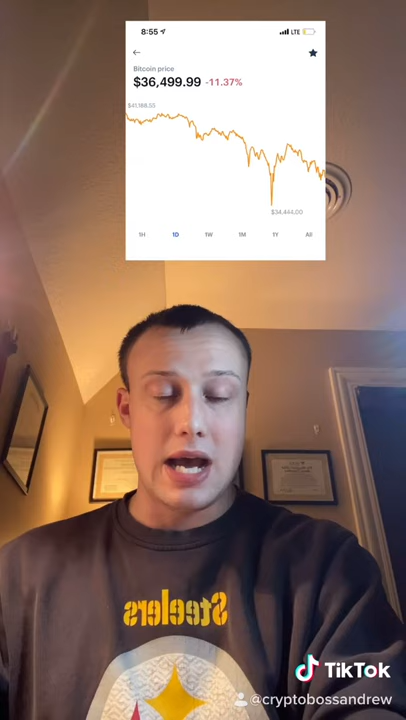 8:55
LTE
Bitcoin price
$36,499.99 -11.37%
$41,188.55
$34,444.00
1H 1D 1W 1M 1Y All
Steelers
TikTok
@cryptobossandrew